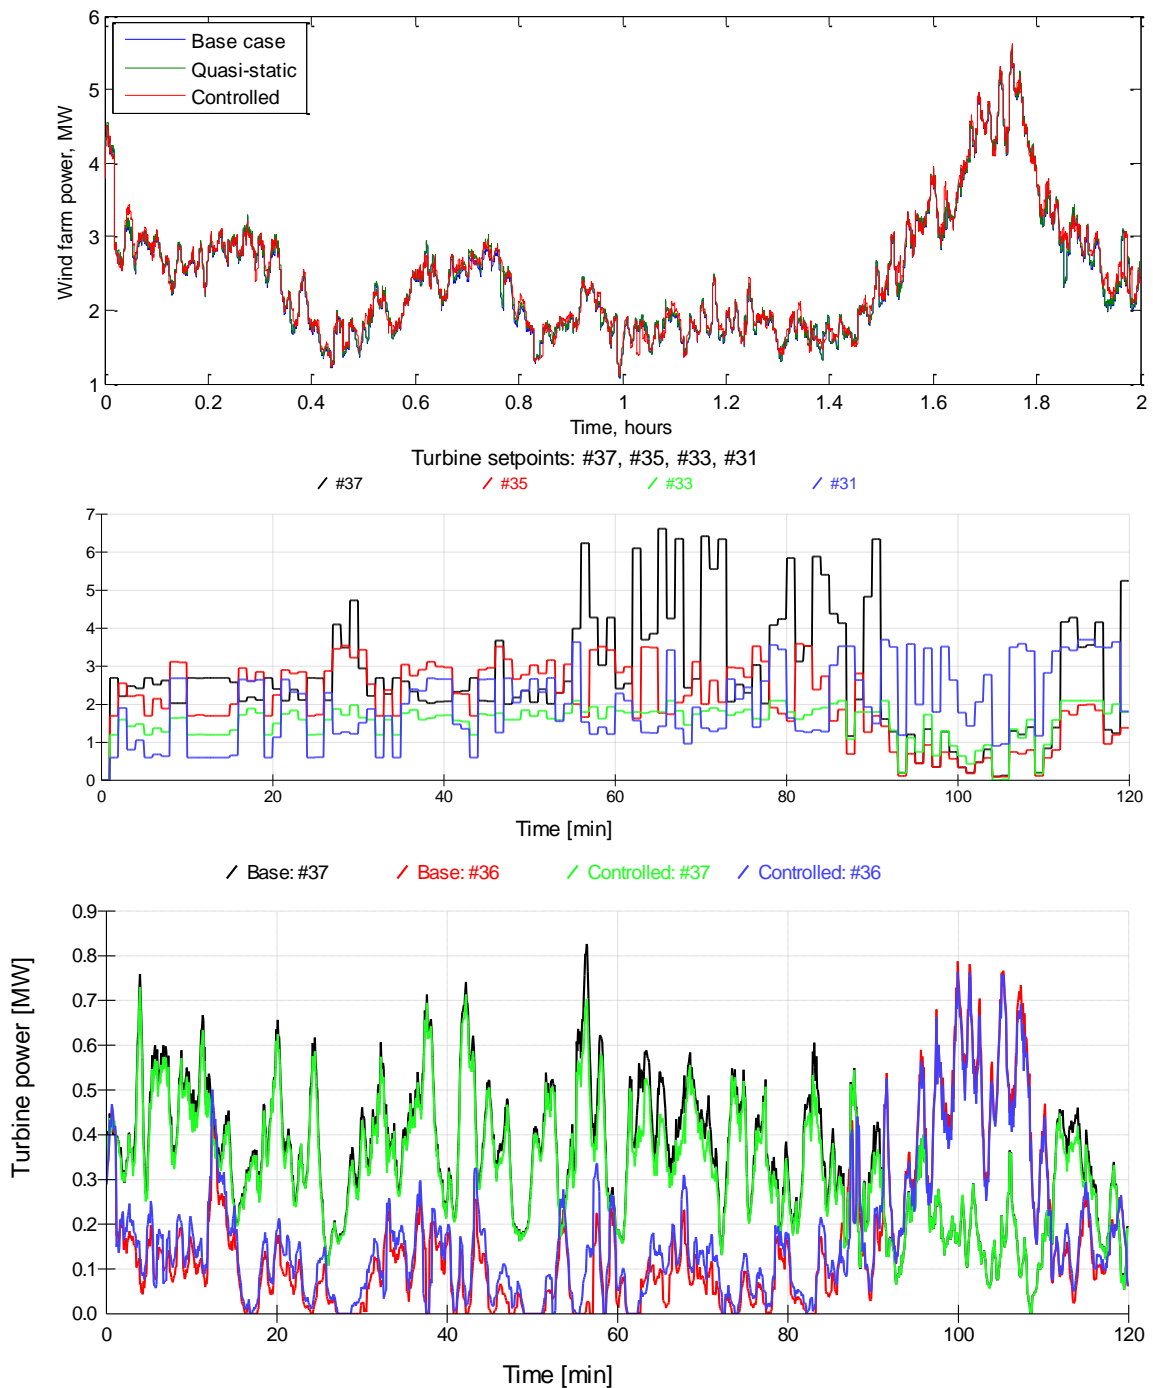 6
5
4
3
2
1
Wind farm power, MW
Base case
Quasi-static
Controlled
0 0.2 0.4 0.6 0.8 1 1.2 1.4 1.6 1.8 2
Time, hours
Turbine setpoints: #37, #35, #33, #31
#37 #35 #33 #31
7
6
5
4
3
2
1
0
0 20 40 60 80 100 120
Time [min]
Base: #37 Base: #36 Controlled: #37 Controlled: #36
Turbine power [MW]
0.9
0.8
0.7
0.6
0.5
0.4
0.3
0.2
0.1
0.0
0 20 40 60 80 100 120
Time [min]